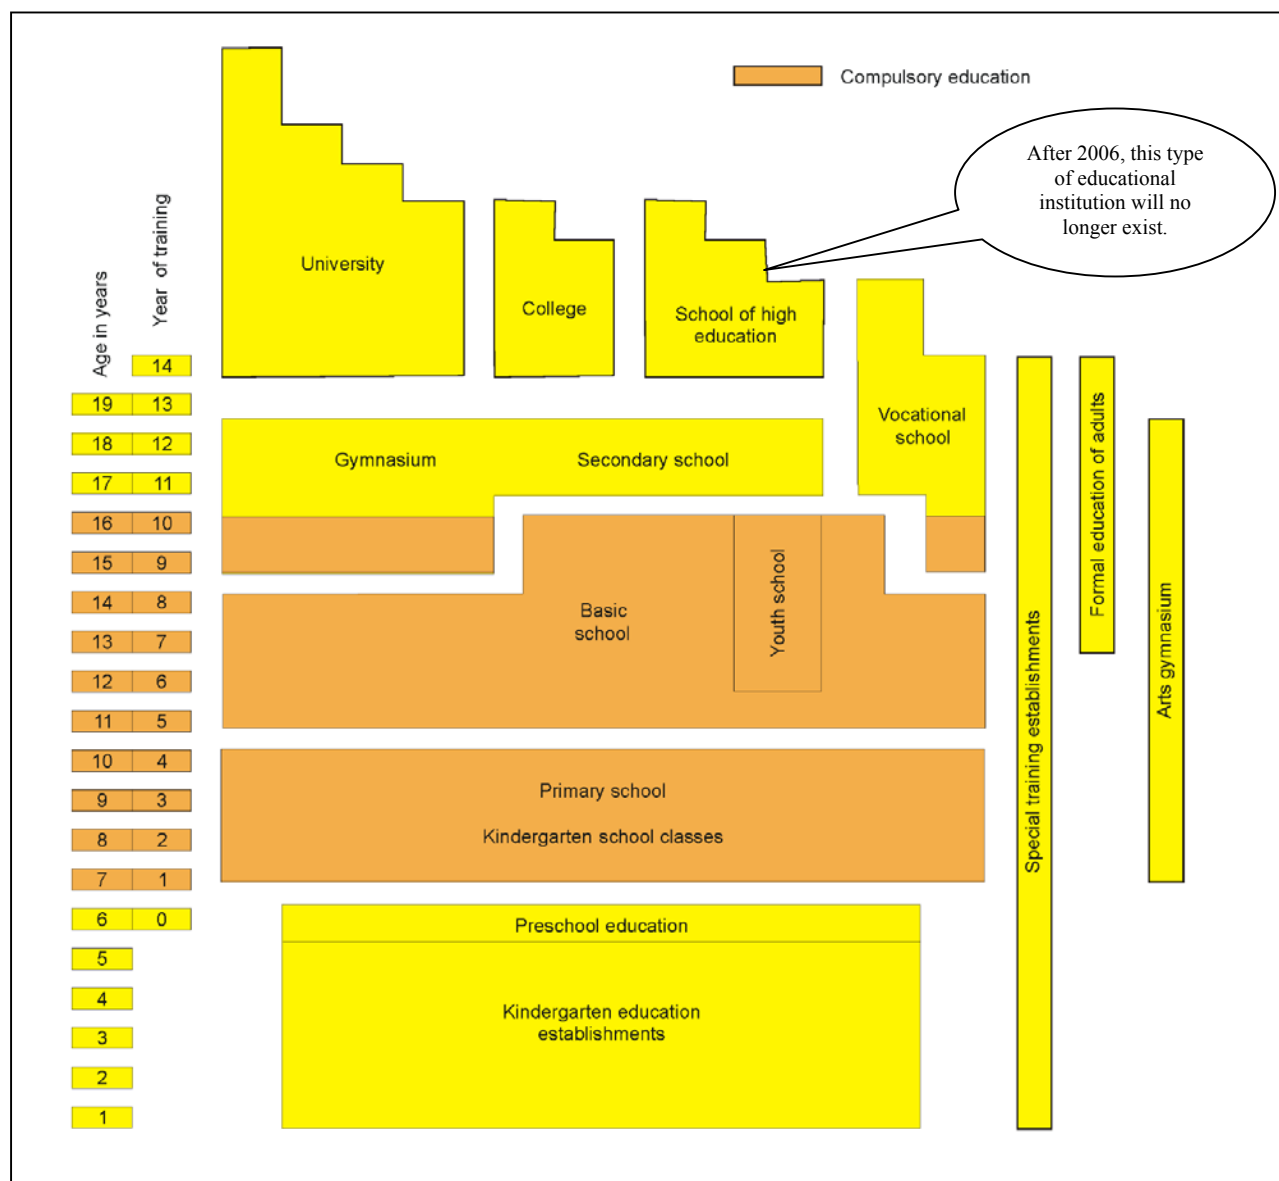 Compulsory education
After 2006, this type
of educational
institution will no
longer exist.
Age in years
Year of training
University
College
School of high
education
Vocational
school
Gymnasium
Secondary school
Basic
school
Youth school
Primary school
Kindergarten school classes
Preschool education
Kindergarten education
establishments
Special training establishments
Formal education of adults
Arts gymnasium
14
19 13
18 12
17 11
16 10
15 9
14 8
13 7
12 6
11 5
10 4
9 3
8 2
7 1
6 0
5
4
3
2
1